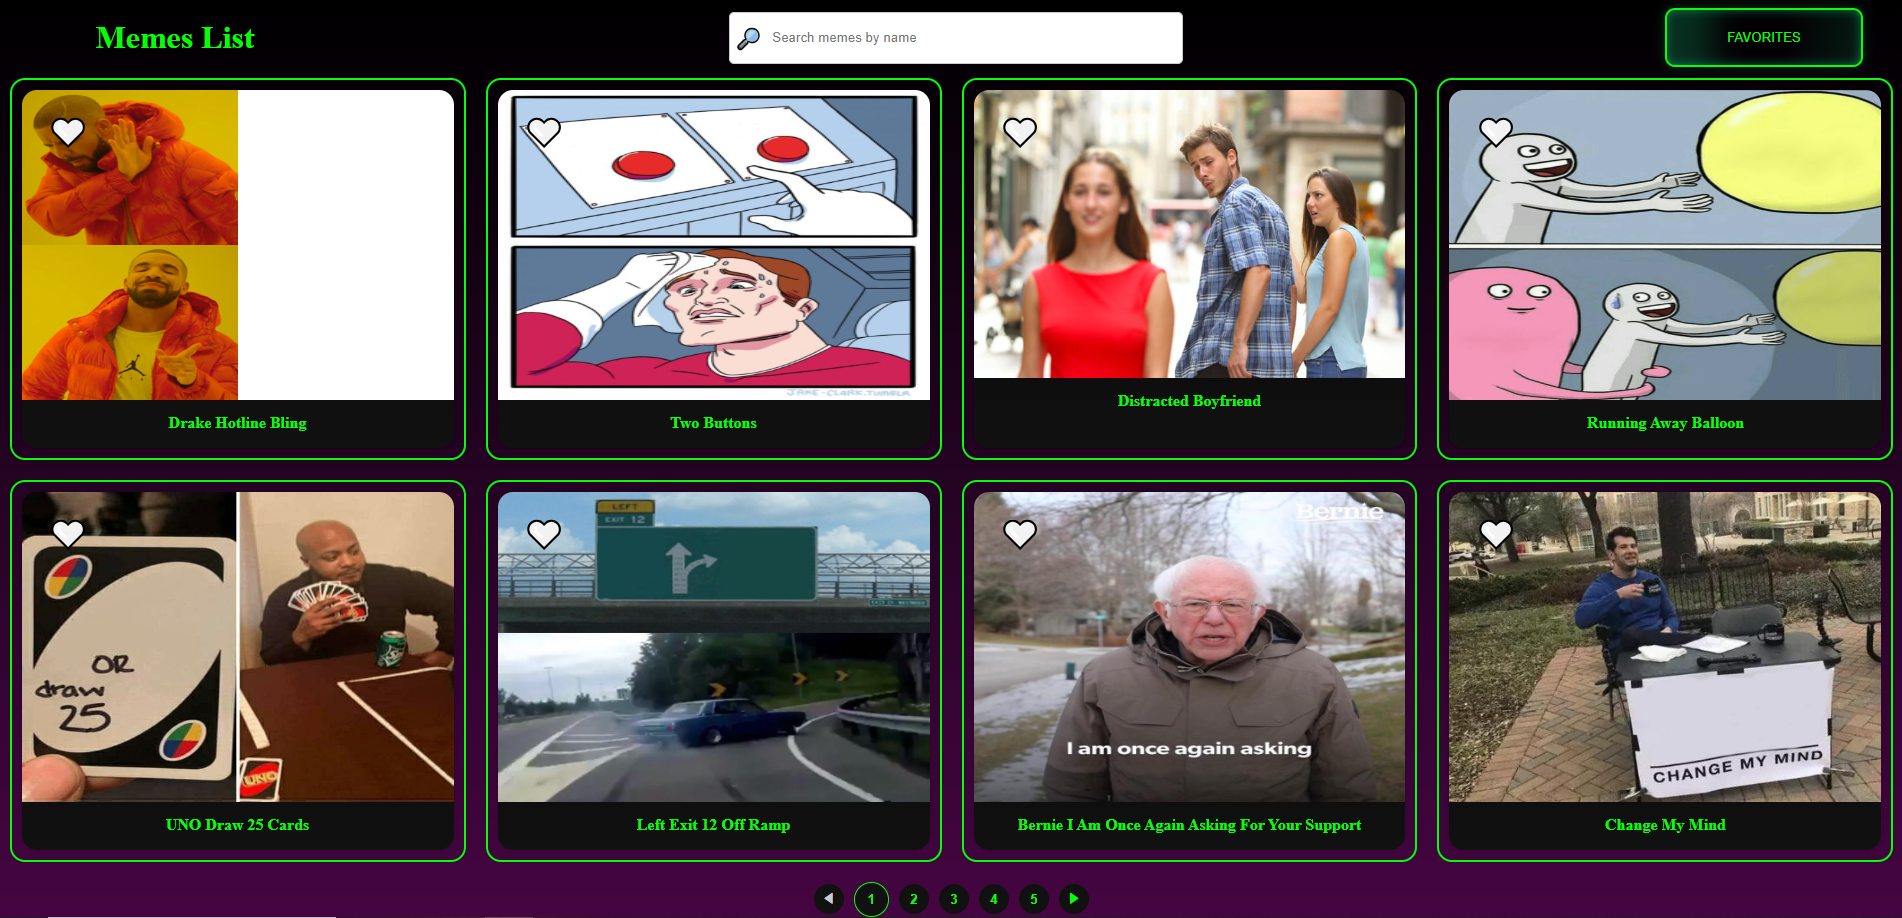 Memes List
Search memes by name
FAVORITES
JAKE-CLARK.TUMBLR
Drake Hotline Bling
Two Buttons
Distracted Boyfriend
Running Away Balloon
OR
draw
25
UNO
LEFT
EXIT 12
Bernie
I am once again asking
CHANGE MY MIND
UNO Draw 25 Cards
Left Exit 12 Off Ramp
Bernie I Am Once Again Asking For Your Support
Change My Mind
1 2 3 4 5